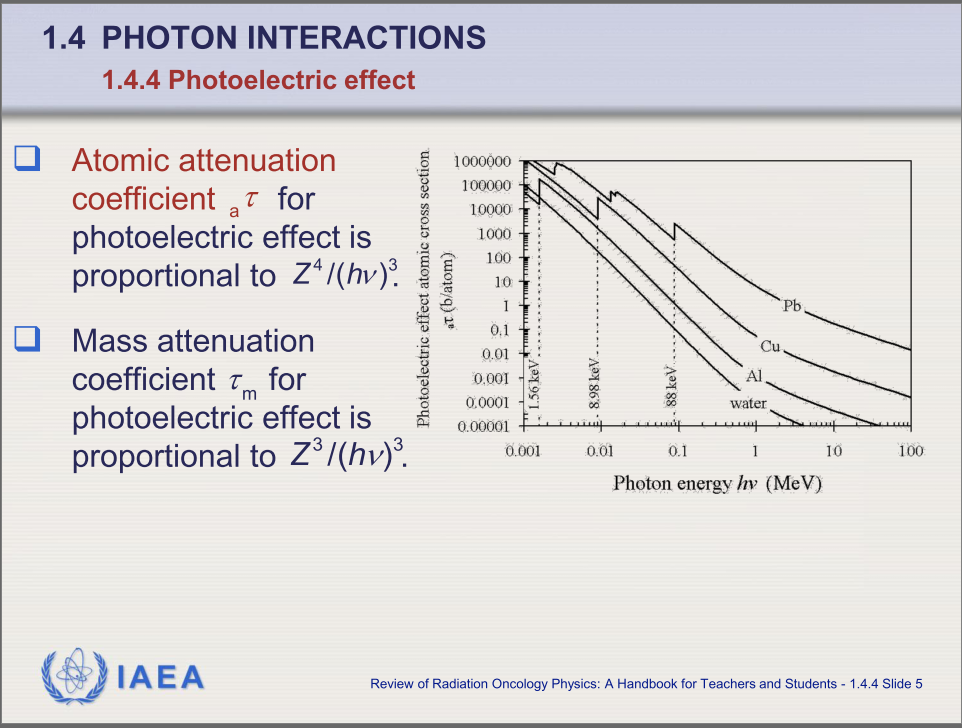 1.4 PHOTON INTERACTIONS
1.4.4 Photoelectric effect
❑ Atomic attenuation
coefficient ₐτ for
photoelectric effect is
proportional to Z⁴/(hν)³.
❑ Mass attenuation
coefficient τₘ for
photoelectric effect is
proportional to Z³/(hν)³.
Photoelectric effect atomic cross section
ₐτ (b/atom)
1000000
100000
10000
1000
100
10
1
0.1
0.01
0.001
0.0001
0.00001
1.56 keV
8.98 keV
88 keV
Pb
Cu
Al
water
0.001 0.01 0.1 1 10 100
Photon energy hν (MeV)
IAEA
Review of Radiation Oncology Physics: A Handbook for Teachers and Students - 1.4.4 Slide 5